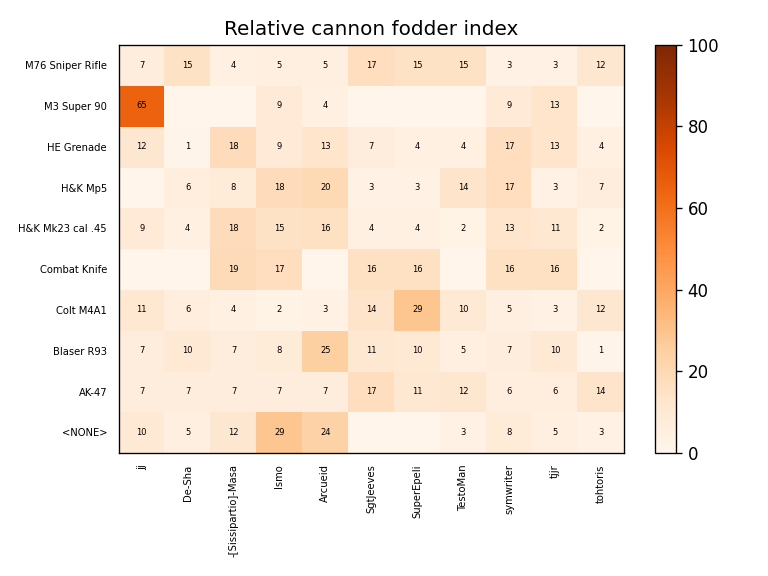 Relative cannon fodder index
M76 Sniper Rifle 7 15 4 5 5 17 15 15 3 3 12
M3 Super 90 65 9 4 9 13
HE Grenade 12 1 18 9 13 7 4 4 17 13 4
H&K Mp5 6 8 18 20 3 3 14 17 3 7
H&K Mk23 cal .45 9 4 18 15 16 4 4 2 13 11 2
Combat Knife 19 17 16 16 16 16
Colt M4A1 11 6 4 2 3 14 29 10 5 3 12
Blaser R93 7 10 7 8 25 11 10 5 7 10 1
AK-47 7 7 7 7 7 17 11 12 6 6 14
<NONE> 10 5 12 29 24 3 8 5 3
jj
De-Sha
-[Sissipartio]-Masa
Ismo
Arcueid
SgtJeeves
SuperEpeli
TestoMan
symwriter
tjjr
tohtoris
100
80
60
40
20
0